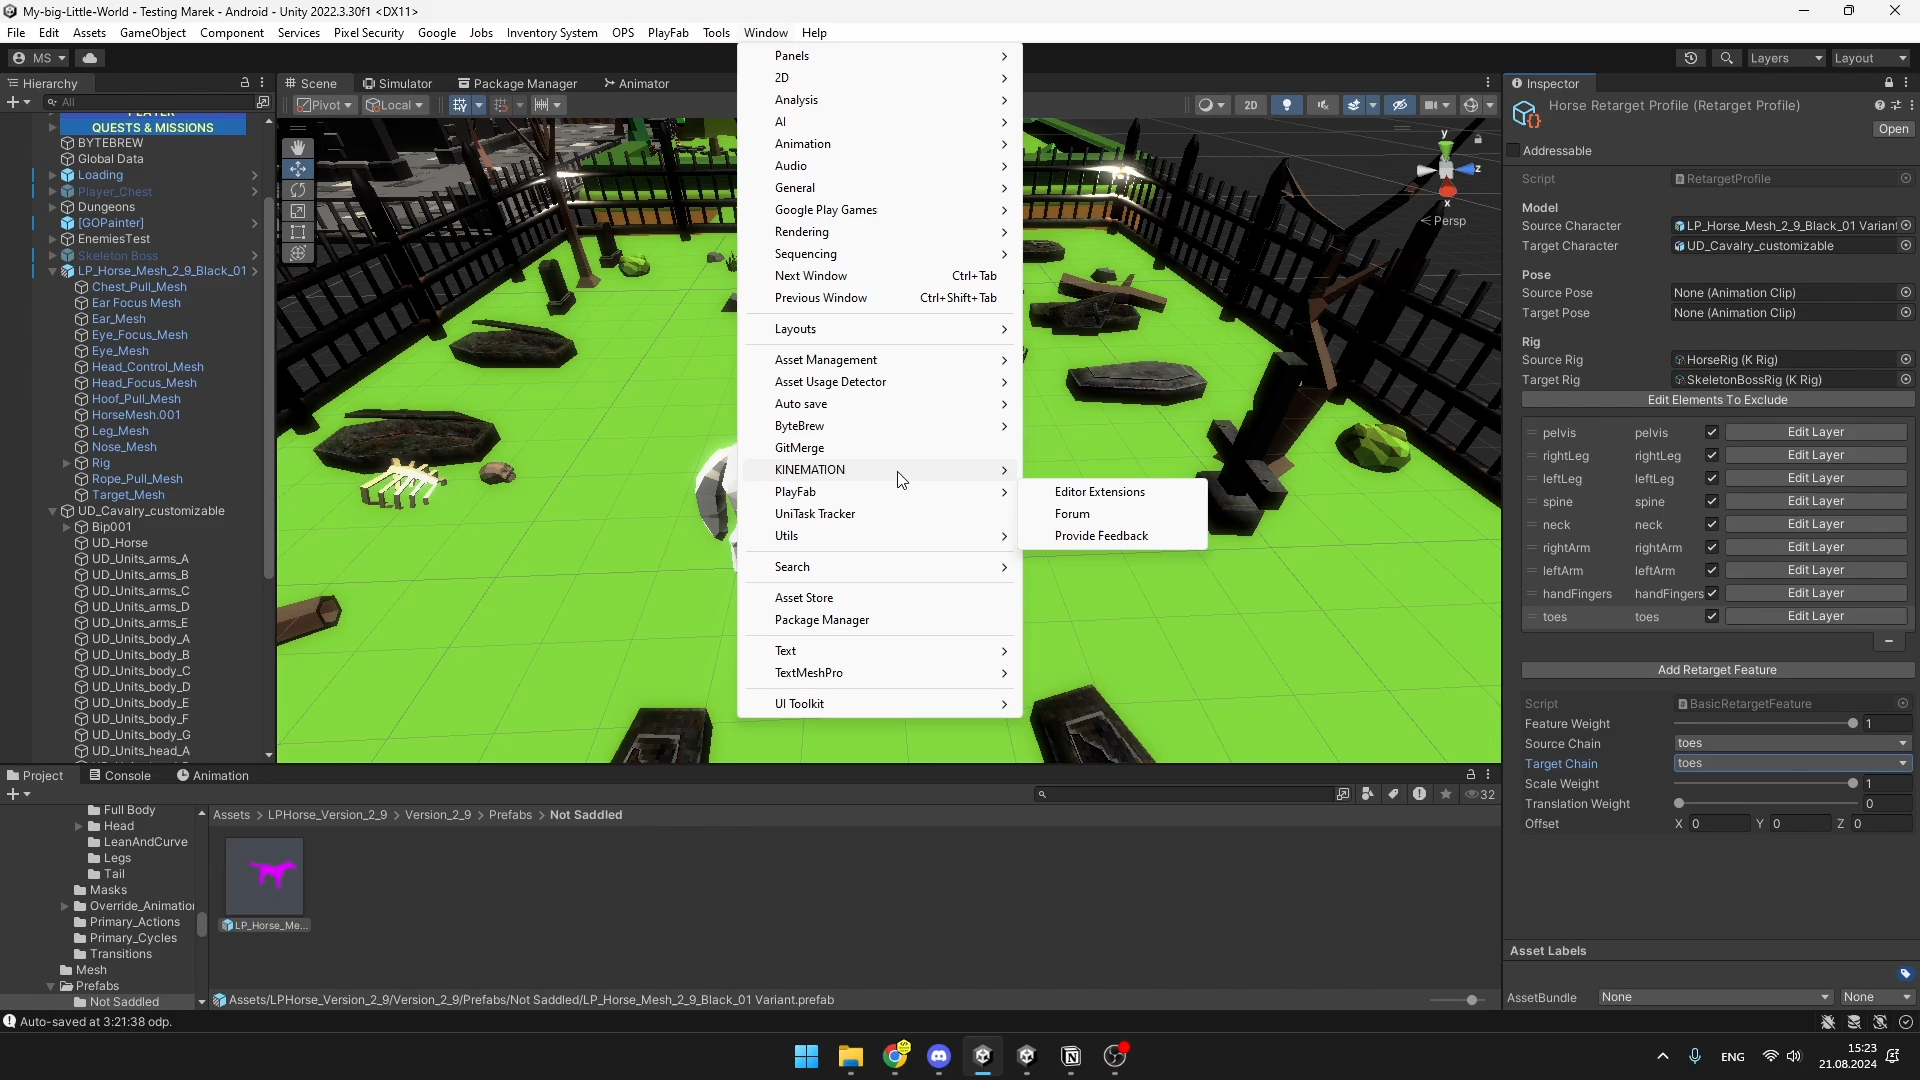 My-big-Little-World - Testing Marek - Android - Unity 2022.3.30f1 <DX11>
File Edit Assets GameObject Component Services Pixel Security Google Jobs Inventory System OPS PlayFab Tools Window Help
MS
Layers
Layout
Hierarchy
All
QUESTS & MISSIONS
BYTEBREW
Global Data
Loading
Player_Chest
Dungeons
[GOPainter]
EnemiesTest
Skeleton Boss
LP_Horse_Mesh_2_9_Black_01
Chest_Pull_Mesh
Ear Focus Mesh
Ear_Mesh
Eye_Focus_Mesh
Eye_Mesh
Head_Control_Mesh
Head_Focus_Mesh
Hoof_Pull_Mesh
HorseMesh.001
Leg_Mesh
Nose_Mesh
Rig
Rope_Pull_Mesh
Target_Mesh
UD_Cavalry_customizable
Bip001
UD_Horse
UD_Units_arms_A
UD_Units_arms_B
UD_Units_arms_C
UD_Units_arms_D
UD_Units_arms_E
UD_Units_body_A
UD_Units_body_B
UD_Units_body_C
UD_Units_body_D
UD_Units_body_E
UD_Units_body_F
UD_Units_body_G
UD_Units_head_A
Scene Simulator Package Manager Animator
Pivot Local
2D
y
z
x
Persp
Panels
2D
Analysis
AI
Animation
Audio
General
Google Play Games
Rendering
Sequencing
Next Window Ctrl+Tab
Previous Window Ctrl+Shift+Tab
Layouts
Asset Management
Asset Usage Detector
Auto save
ByteBrew
GitMerge
KINEMATION
PlayFab
UniTask Tracker
Utils
Search
Asset Store
Package Manager
Text
TextMeshPro
UI Toolkit
Editor Extensions
Forum
Provide Feedback
Inspector
Horse Retarget Profile (Retarget Profile)
Open
Addressable
Script RetargetProfile
Model
Source Character LP_Horse_Mesh_2_9_Black_01 Variant
Target Character UD_Cavalry_customizable
Pose
Source Pose None (Animation Clip)
Target Pose None (Animation Clip)
Rig
Source Rig HorseRig (K Rig)
Target Rig SkeletonBossRig (K Rig)
Edit Elements To Exclude
pelvis pelvis Edit Layer
rightLeg rightLeg Edit Layer
leftLeg leftLeg Edit Layer
spine spine Edit Layer
neck neck Edit Layer
rightArm rightArm Edit Layer
leftArm leftArm Edit Layer
handFingers handFingers Edit Layer
toes toes Edit Layer
Add Retarget Feature
Script BasicRetargetFeature
Feature Weight 1
Source Chain toes
Target Chain toes
Scale Weight 1
Translation Weight 0
Offset X 0 Y 0 Z 0
Asset Labels
AssetBundle None None
Project Console Animation
32
Full Body
Head
LeanAndCurve
Legs
Tail
Masks
Override_Animation
Primary_Actions
Primary_Cycles
Transitions
Mesh
Prefabs
Not Saddled
Assets > LPHorse_Version_2_9 > Version_2_9 > Prefabs > Not Saddled
LP_Horse_Me...
Assets/LPHorse_Version_2_9/Version_2_9/Prefabs/Not Saddled/LP_Horse_Mesh_2_9_Black_01 Variant.prefab
Auto-saved at 3:21:38 odp.
ENG
15:23
21.08.2024